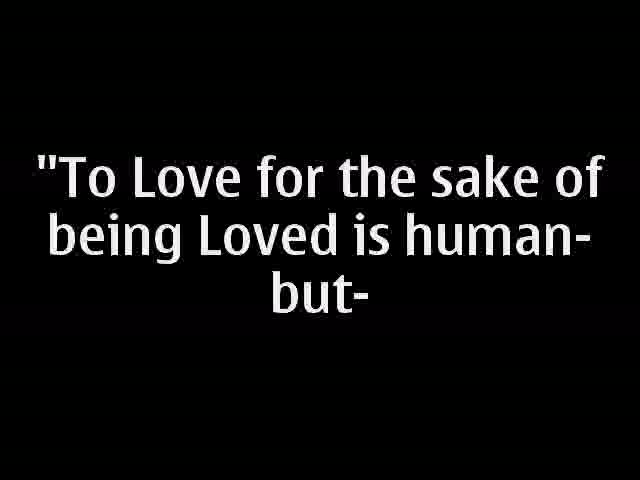 "To Love for the sake of
being Loved is human-
but-